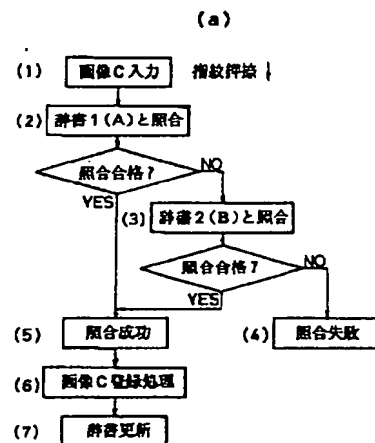 (a)
(1) 画像C入力 指紋押捺
(2) 辞書1(A)と照合
照合合格?
NO
YES
(3) 辞書2(B)と照合
照合合格?
NO
YES
(5) 照合成功
(4) 照合失敗
(6) 画像C登録処理
(7) 辞書更新